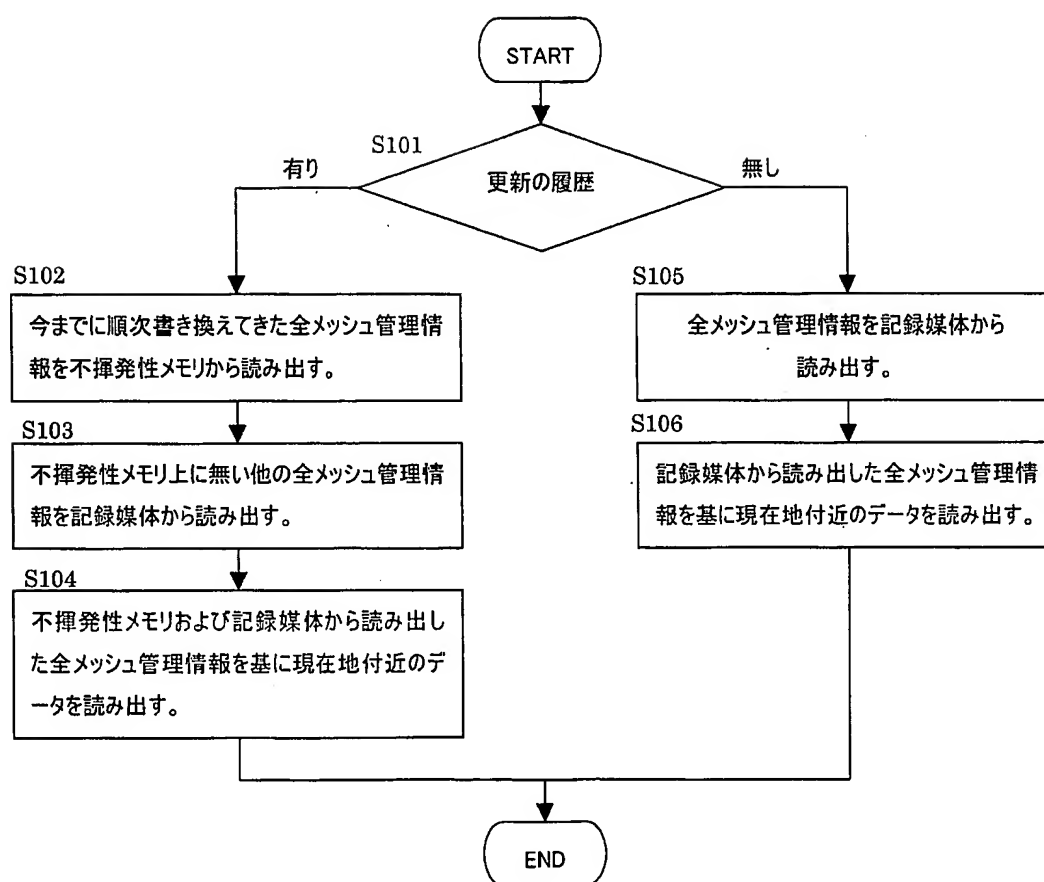 START
S101
有り
更新の履歴
無し
S102
今までに順次書き換えてきた全メッシュ管理情
報を不揮発性メモリから読み出す。
S103
不揮発性メモリ上に無い他の全メッシュ管理情
報を記録媒体から読み出す。
S104
不揮発性メモリおよび記録媒体から読み出し
た全メッシュ管理情報を基に現在地付近のデ
ータを読み出す。
S105
全メッシュ管理情報を記録媒体から
読み出す。
S106
記録媒体から読み出した全メッシュ管理情
報を基に現在地付近のデータを読み出す。
END